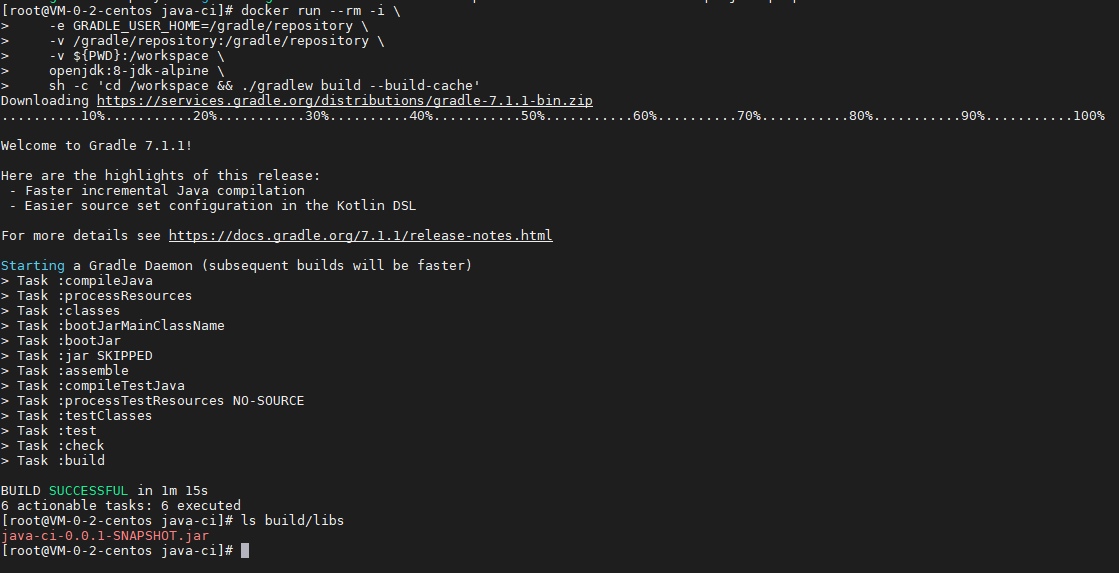 [root@VM-0-2-centos java-ci]# docker run --rm -i \
>     -e GRADLE_USER_HOME=/gradle/repository \
>     -v /gradle/repository:/gradle/repository \
>     -v ${PWD}:/workspace \
>     openjdk:8-jdk-alpine \
>     sh -c 'cd /workspace && ./gradlew build --build-cache'
Downloading https://services.gradle.org/distributions/gradle-7.1.1-bin.zip
..........10%...........20%...........30%..........40%...........50%...........60%..........70%...........80%...........90%...........100%
Welcome to Gradle 7.1.1!
Here are the highlights of this release:
 - Faster incremental Java compilation
 - Easier source set configuration in the Kotlin DSL
For more details see https://docs.gradle.org/7.1.1/release-notes.html
Starting a Gradle Daemon (subsequent builds will be faster)
> Task :compileJava
> Task :processResources
> Task :classes
> Task :bootJarMainClassName
> Task :bootJar
> Task :jar SKIPPED
> Task :assemble
> Task :compileTestJava
> Task :processTestResources NO-SOURCE
> Task :testClasses
> Task :test
> Task :check
> Task :build
BUILD SUCCESSFUL in 1m 15s
6 actionable tasks: 6 executed
[root@VM-0-2-centos java-ci]# ls build/libs
java-ci-0.0.1-SNAPSHOT.jar
[root@VM-0-2-centos java-ci]#